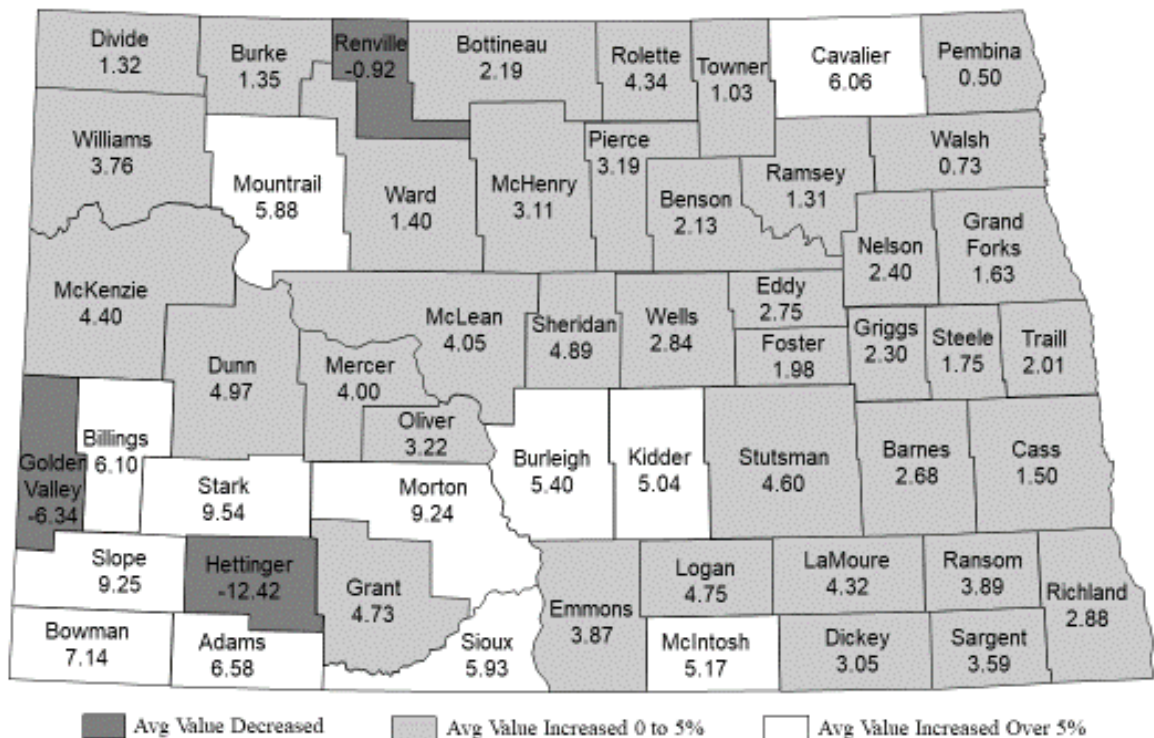 Divide
1.32
Burke
1.35
Renville
-0.92
Bottineau
2.19
Rolette
4.34
Towner
1.03
Cavalier
6.06
Pembina
0.50
Williams
3.76
Mountrail
5.88
Ward
1.40
McHenry
3.11
Pierce
3.19
Benson
2.13
Ramsey
1.31
Walsh
0.73
Nelson
2.40
Grand
Forks
1.63
McKenzie
4.40
Dunn
4.97
McLean
4.05
Mercer
4.00
Oliver
3.22
Sheridan
4.89
Wells
2.84
Eddy
2.75
Foster
1.98
Griggs
2.30
Steele
1.75
Traill
2.01
Golden
Valley
-6.34
Billings
6.10
Stark
9.54
Morton
9.24
Burleigh
5.40
Kidder
5.04
Stutsman
4.60
Barnes
2.68
Cass
1.50
Slope
9.25
Hettinger
-12.42
Grant
4.73
Bowman
7.14
Adams
6.58
Sioux
5.93
Emmons
3.87
Logan
4.75
McIntosh
5.17
LaMoure
4.32
Dickey
3.05
Ransom
3.89
Sargent
3.59
Richland
2.88
Avg Value Decreased
Avg Value Increased 0 to 5%
Avg Value Increased Over 5%